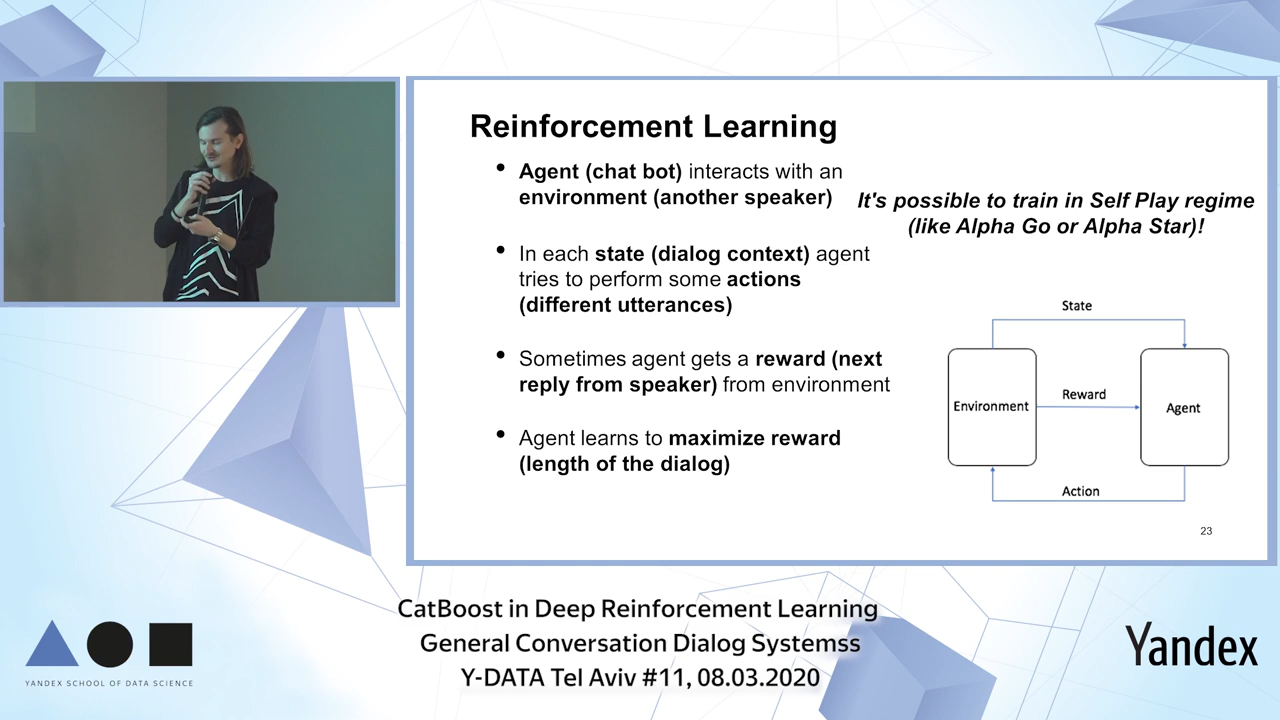 Reinforcement Learning
• Agent (chat bot) interacts with an
environment (another speaker)
It's possible to train in Self Play regime
(like Alpha Go or Alpha Star)!
• In each state (dialog context) agent
tries to perform some actions
(different utterances)
• Sometimes agent gets a reward (next
reply from speaker) from environment
• Agent learns to maximize reward
(length of the dialog)
State
Environment
Reward
Agent
Action
23
CatBoost in Deep Reinforcement Learning
General Conversation Dialog Systemss
Y-DATA Tel Aviv #11, 08.03.2020
YANDEX SCHOOL OF DATA SCIENCE
Yandex